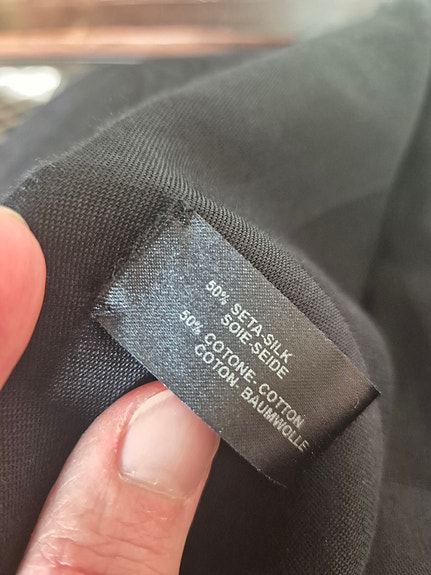 50% SETA-SILK
SOIE-SEIDE
50% COTONE-COTTON
COTON-BAUMWOLLE